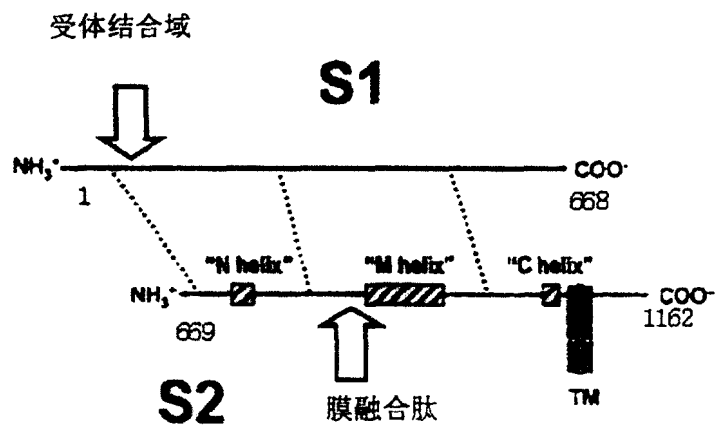 受体结合域
S1
NH₃⁺ COO⁻
1 668
"N helix" "M helix" "C helix"
NH₃⁺ COO⁻
669 1162
S2 膜融合肽 TM